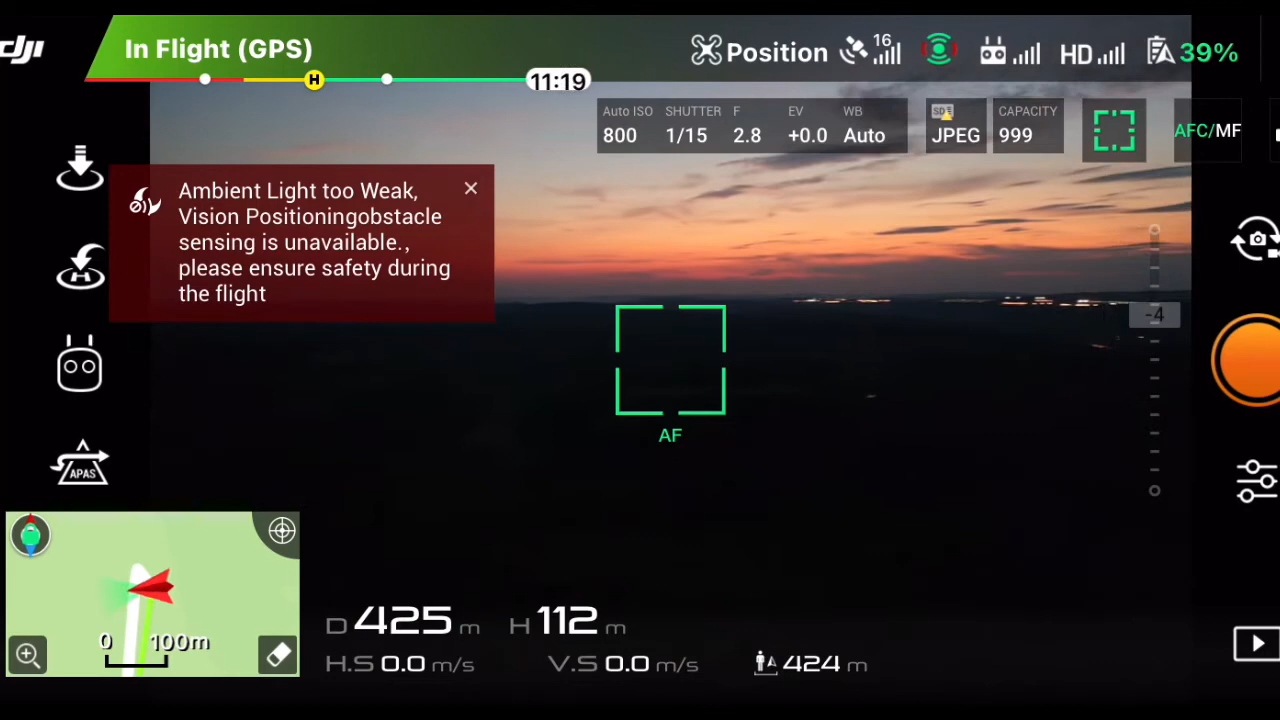 dji
In Flight (GPS)
Position
16
HD
39%
H
11:19
Auto ISO SHUTTER F EV WB
800 1/15 2.8 +0.0 Auto
SD
JPEG
CAPACITY
999
AFC/MF
Ambient Light too Weak,
Vision Positioningobstacle
sensing is unavailable.,
please ensure safety during
the flight
H
-4
AF
APAS
0 100m
D 425 m H 112 m
H.S 0.0 m/s V.S 0.0 m/s 424 m